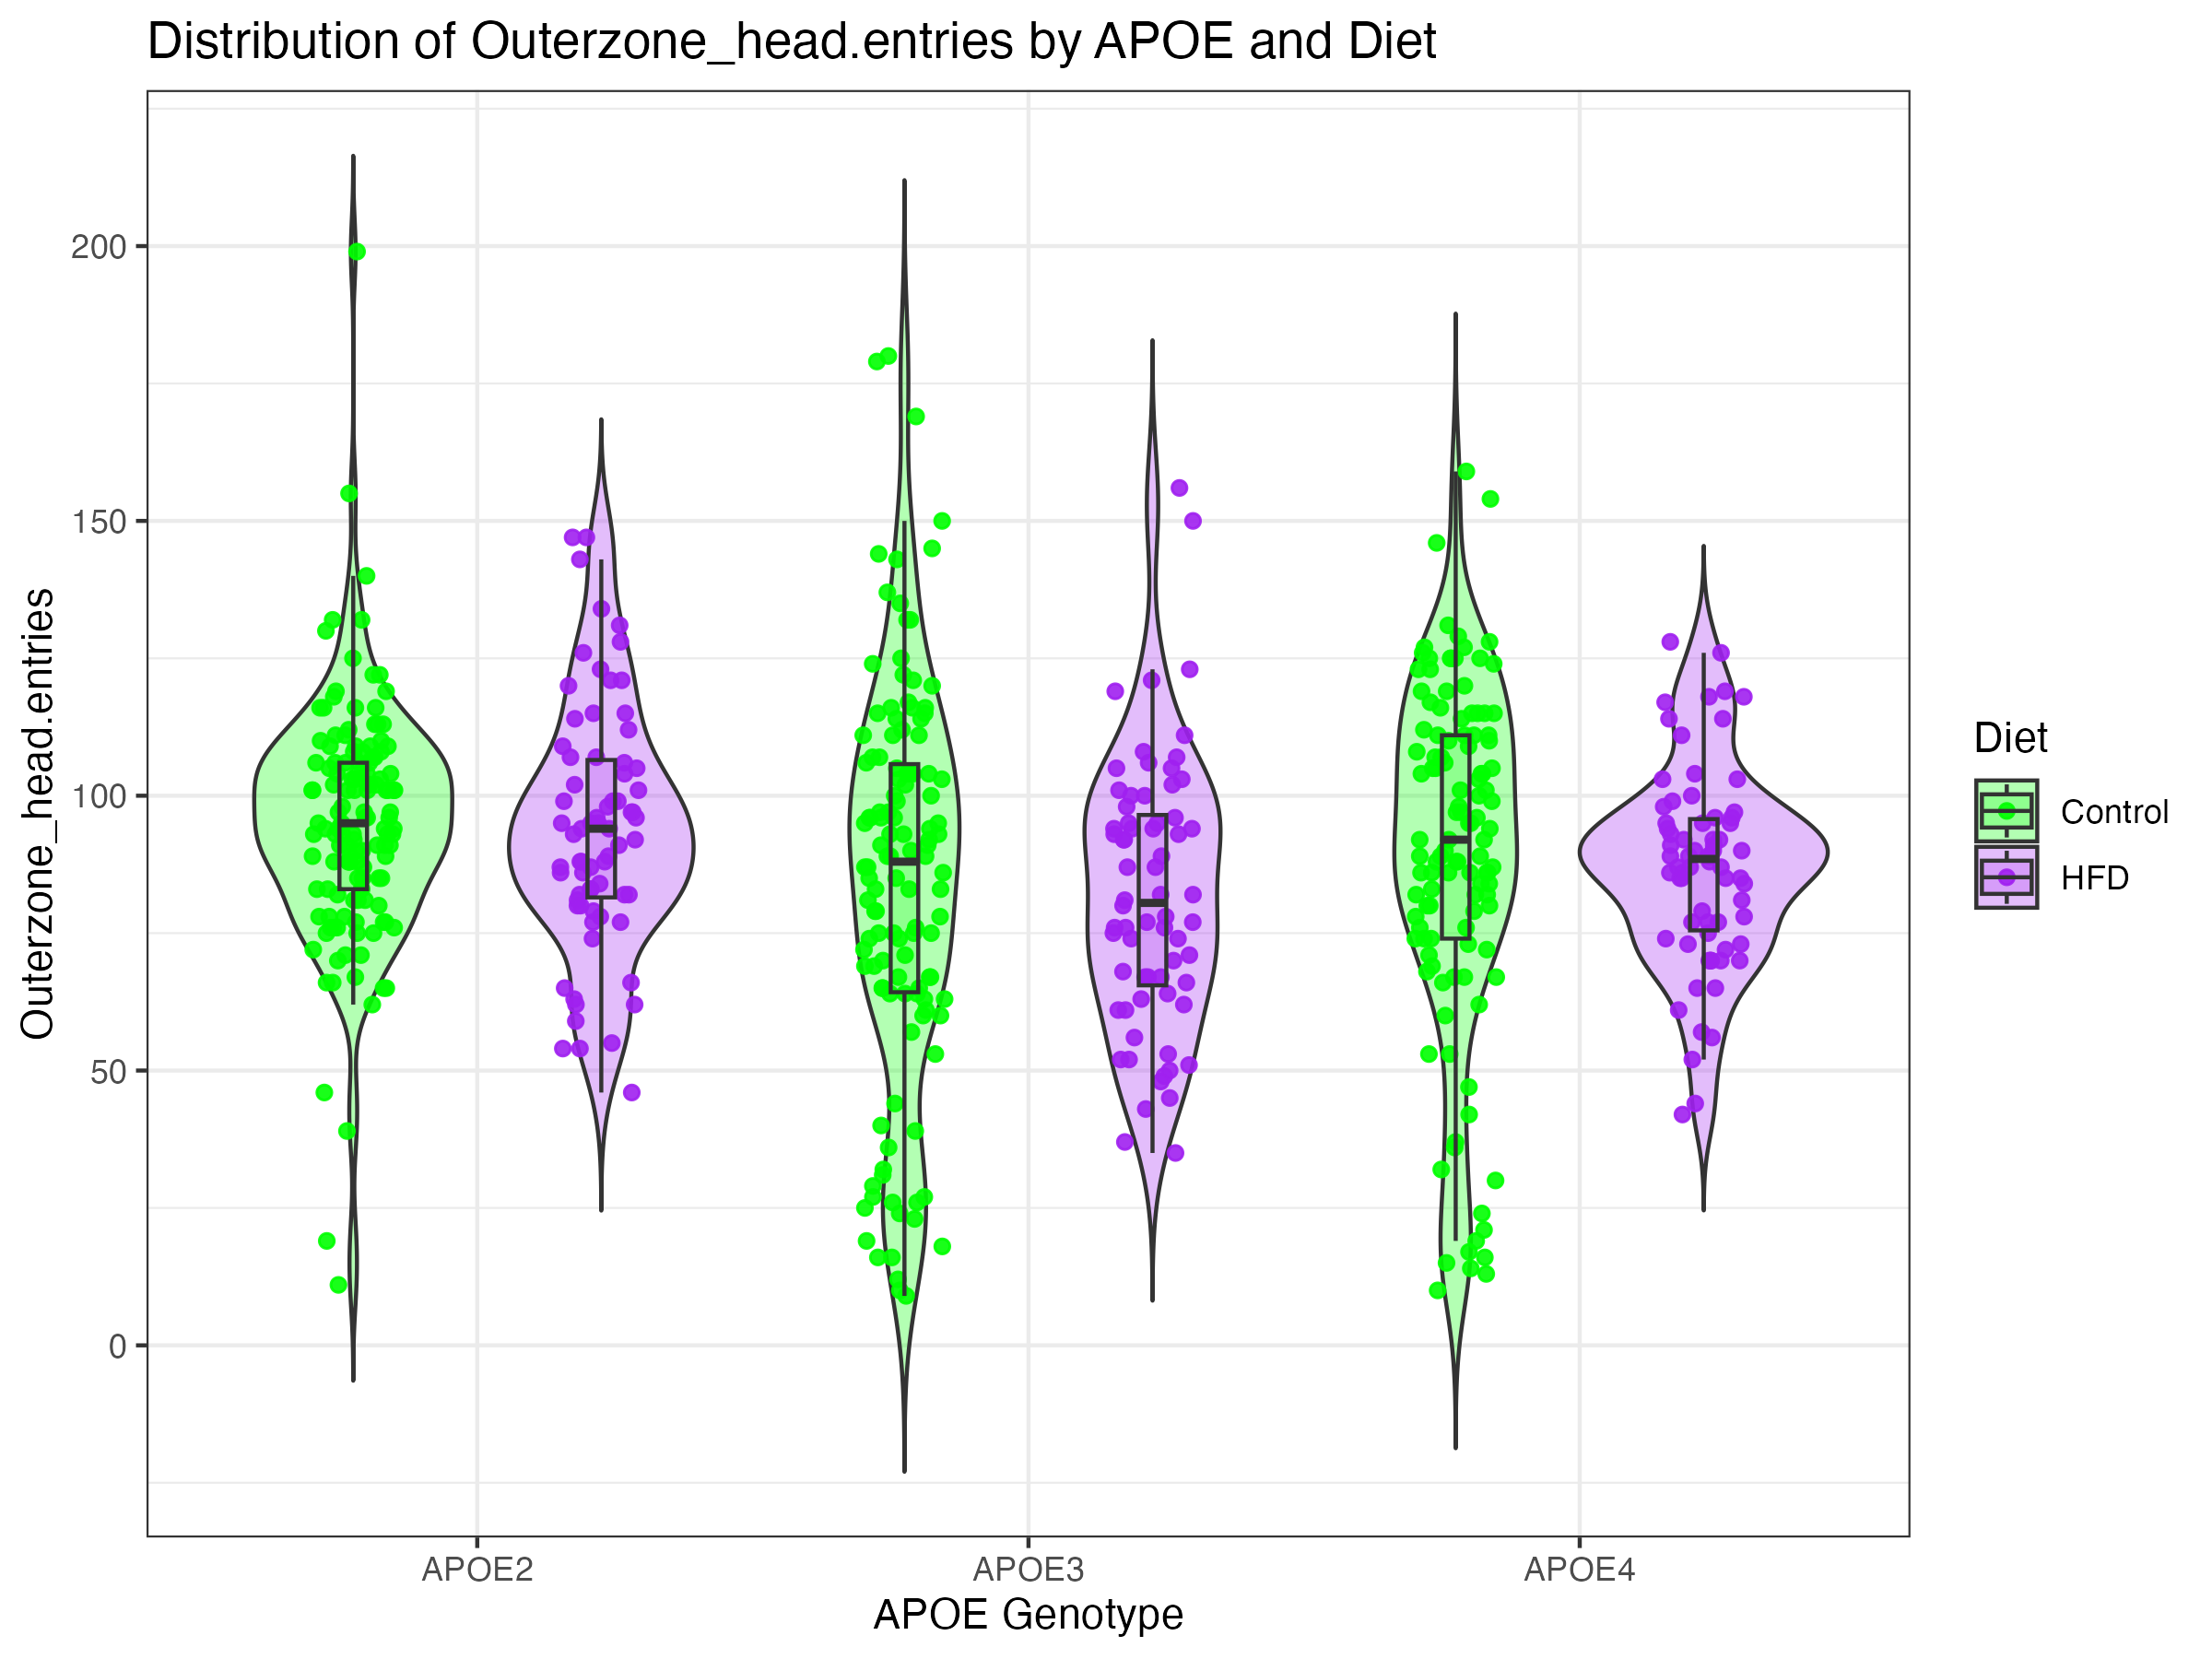 Distribution of Outerzone_head.entries by APOE and Diet
Outerzone_head.entries
200
150
100
50
0
APOE2
APOE3
APOE4
APOE Genotype
Diet
Control
HFD